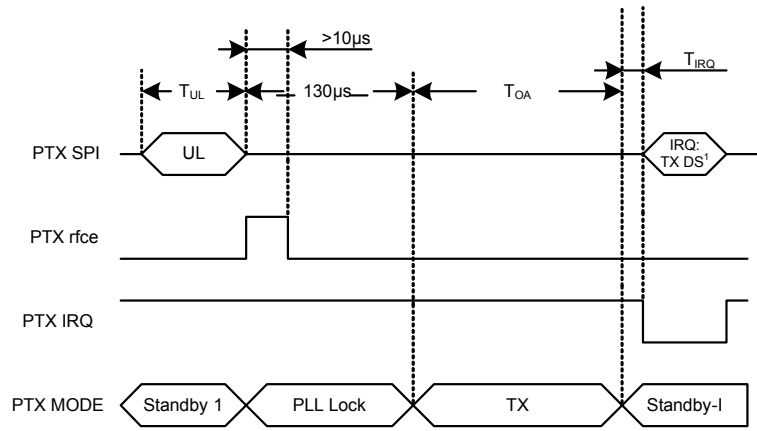 >10µs
T_IRQ
T_UL
130µs
T_OA
PTX SPI
UL
IRQ:
TX DS¹
PTX rfce
PTX IRQ
PTX MODE
Standby 1
PLL Lock
TX
Standby-I